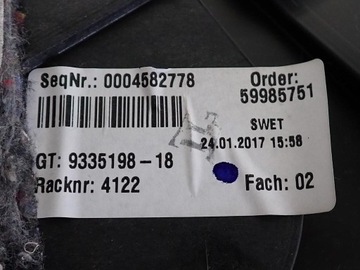 SeqNr.: 0004582778
Order:
59985751
SWET
24.01.2017 15:58
GT: 9335198-18
Racknr: 4122
Fach: 02